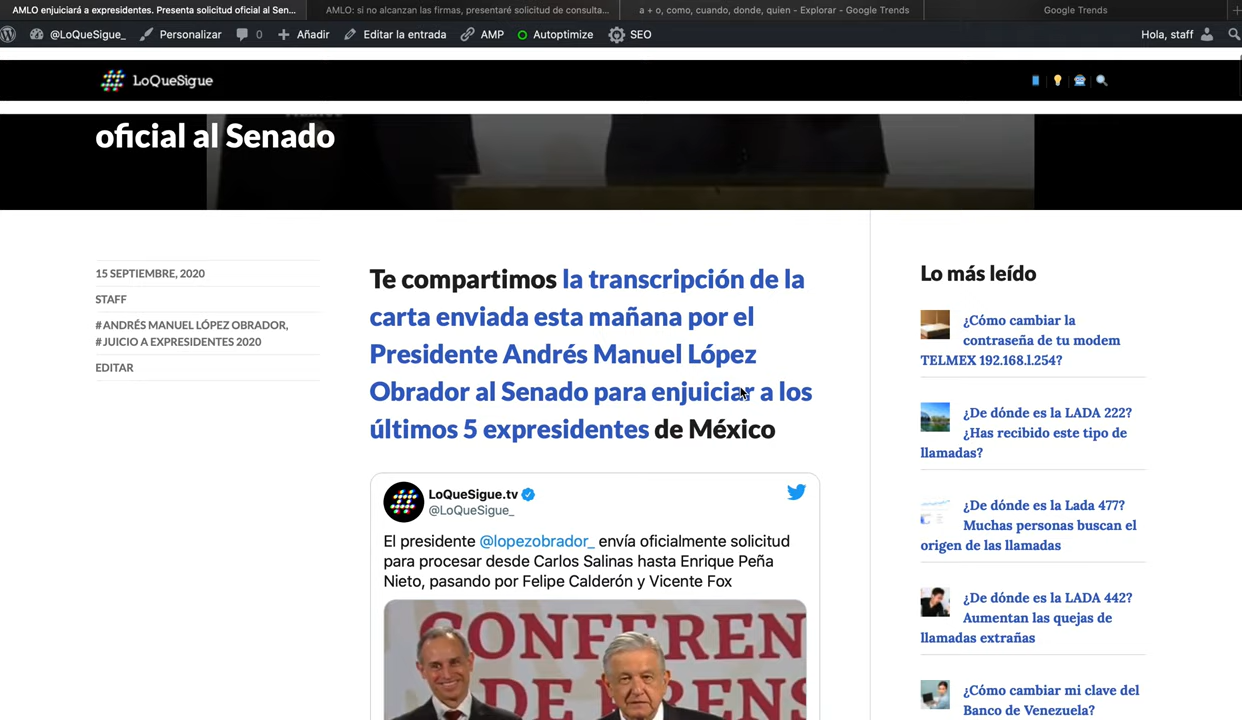 AMLO enjuiciará a expresidentes. Presenta solicitud oficial al Sen...
AMLO: si no alcanzan las firmas, presentaré solicitud de consulta...
a + o, como, cuando, donde, quien - Explorar - Google Trends
Google Trends
@LoQueSigue_
Personalizar
0
Añadir
Editar la entrada
AMP
Autoptimize
SEO
Hola, staff
LoQueSigue
oficial al Senado
15 SEPTIEMBRE, 2020
STAFF
#ANDRÉS MANUEL LÓPEZ OBRADOR,
#JUICIO A EXPRESIDENTES 2020
EDITAR
Te compartimos la transcripción de la
carta enviada esta mañana por el
Presidente Andrés Manuel López
Obrador al Senado para enjuiciar a los
últimos 5 expresidentes de México
LoQueSigue.tv
@LoQueSigue_
El presidente @lopezobrador_ envía oficialmente solicitud
para procesar desde Carlos Salinas hasta Enrique Peña
Nieto, pasando por Felipe Calderón y Vicente Fox
CONFEREN
DE PRENS
Lo más leído
¿Cómo cambiar la
contraseña de tu modem
TELMEX 192.168.l.254?
¿De dónde es la LADA 222?
¿Has recibido este tipo de
llamadas?
¿De dónde es la Lada 477?
Muchas personas buscan el
origen de las llamadas
¿De dónde es la LADA 442?
Aumentan las quejas de
llamadas extrañas
¿Cómo cambiar mi clave del
Banco de Venezuela?